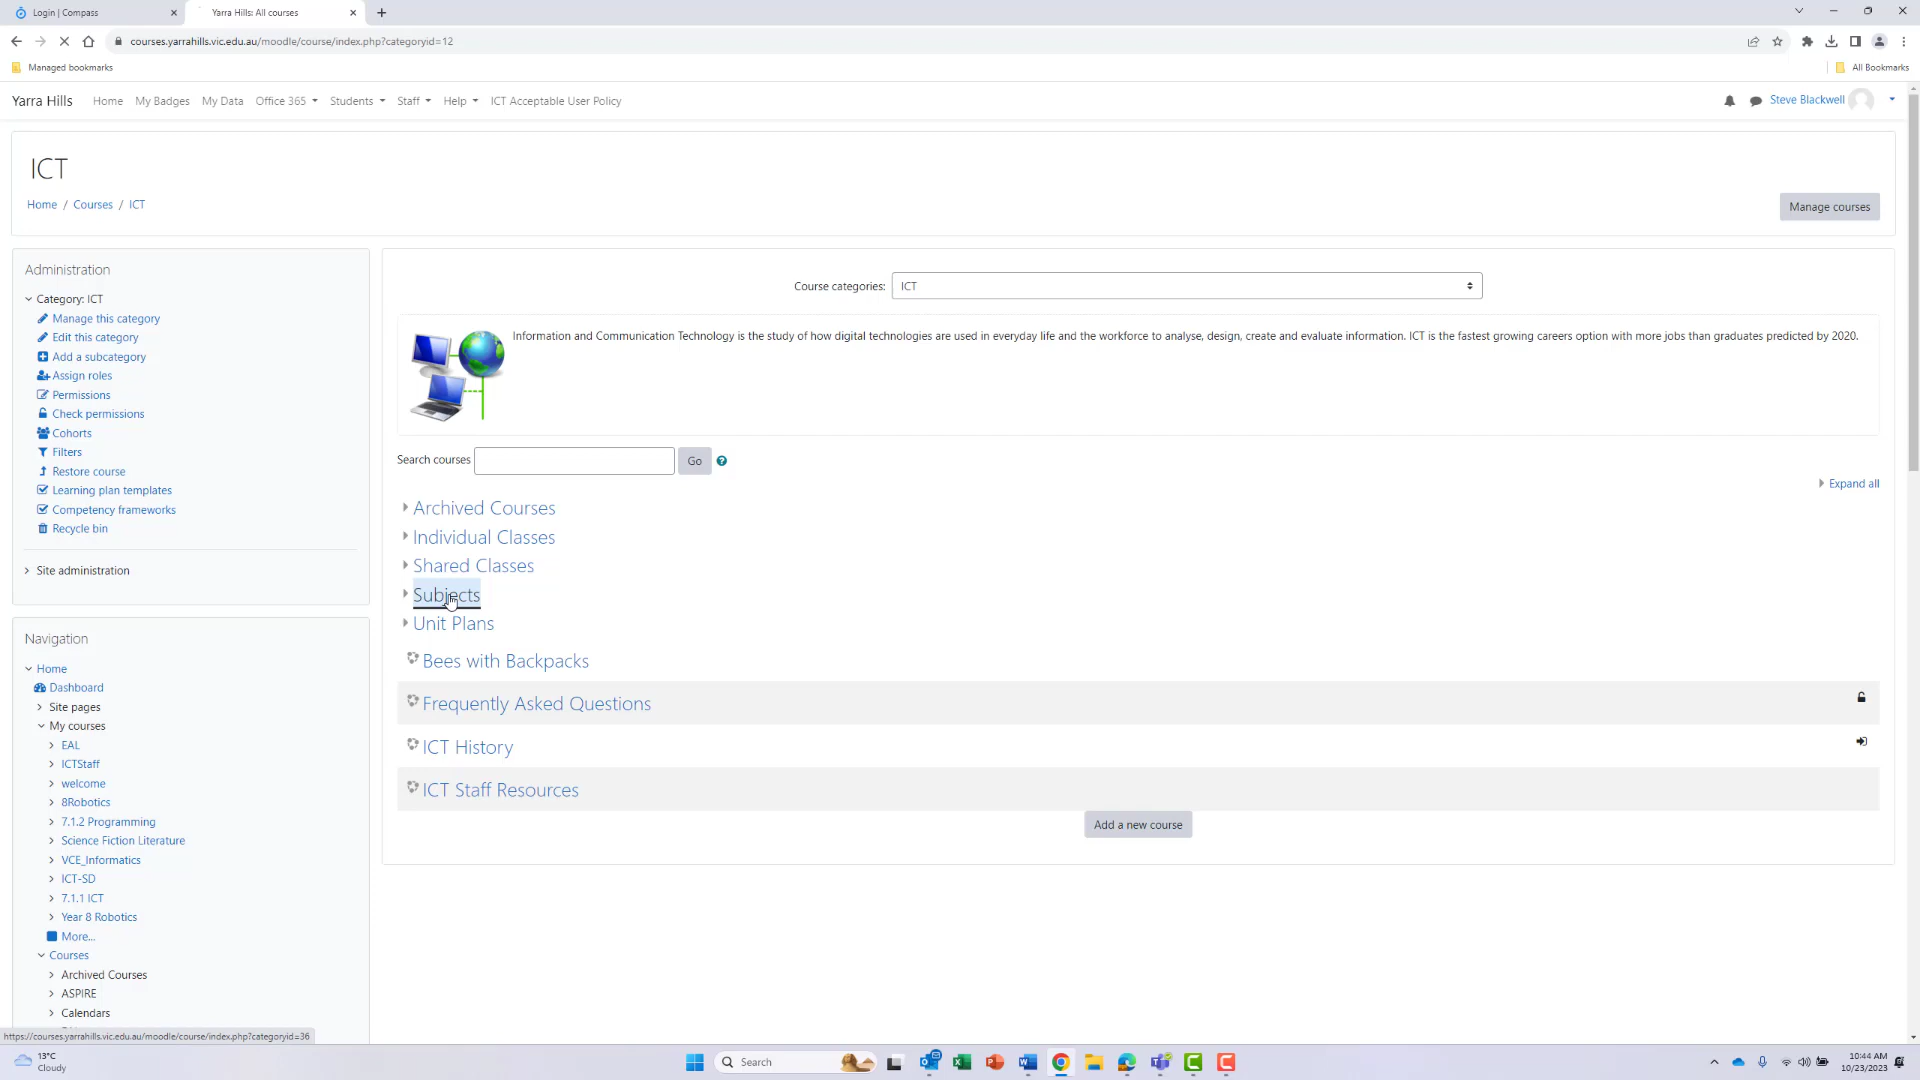 Login | Compass
Yarra Hills: All courses
courses.yarrahills.vic.edu.au/moodle/course/index.php?categoryid=12
Managed bookmarks
All Bookmarks
Yarra Hills Home My Badges My Data Office 365 Students Staff Help ICT Acceptable User Policy
Steve Blackwell
ICT
Home / Courses / ICT
Manage courses
Administration
Category: ICT
Manage this category
Edit this category
Add a subcategory
Assign roles
Permissions
Check permissions
Cohorts
Filters
Restore course
Learning plan templates
Competency frameworks
Recycle bin
Site administration
Navigation
Home
Dashboard
Site pages
My courses
EAL
ICTStaff
welcome
8Robotics
7.1.2 Programming
Science Fiction Literature
VCE_Informatics
ICT-SD
7.1.1 ICT
Year 8 Robotics
More...
Courses
Archived Courses
ASPIRE
Calendars
Course categories: ICT
Information and Communication Technology is the study of how digital technologies are used in everyday life and the workforce to analyse, design, create and evaluate information. ICT is the fastest growing careers option with more jobs than graduates predicted by 2020.
Search courses Go
Expand all
Archived Courses
Individual Classes
Shared Classes
Subjects
Unit Plans
Bees with Backpacks
Frequently Asked Questions
ICT History
ICT Staff Resources
Add a new course
https://courses.yarrahills.vic.edu.au/moodle/course/index.php?categoryid=36
13°C
Cloudy
Search
10:44 AM
10/23/2023